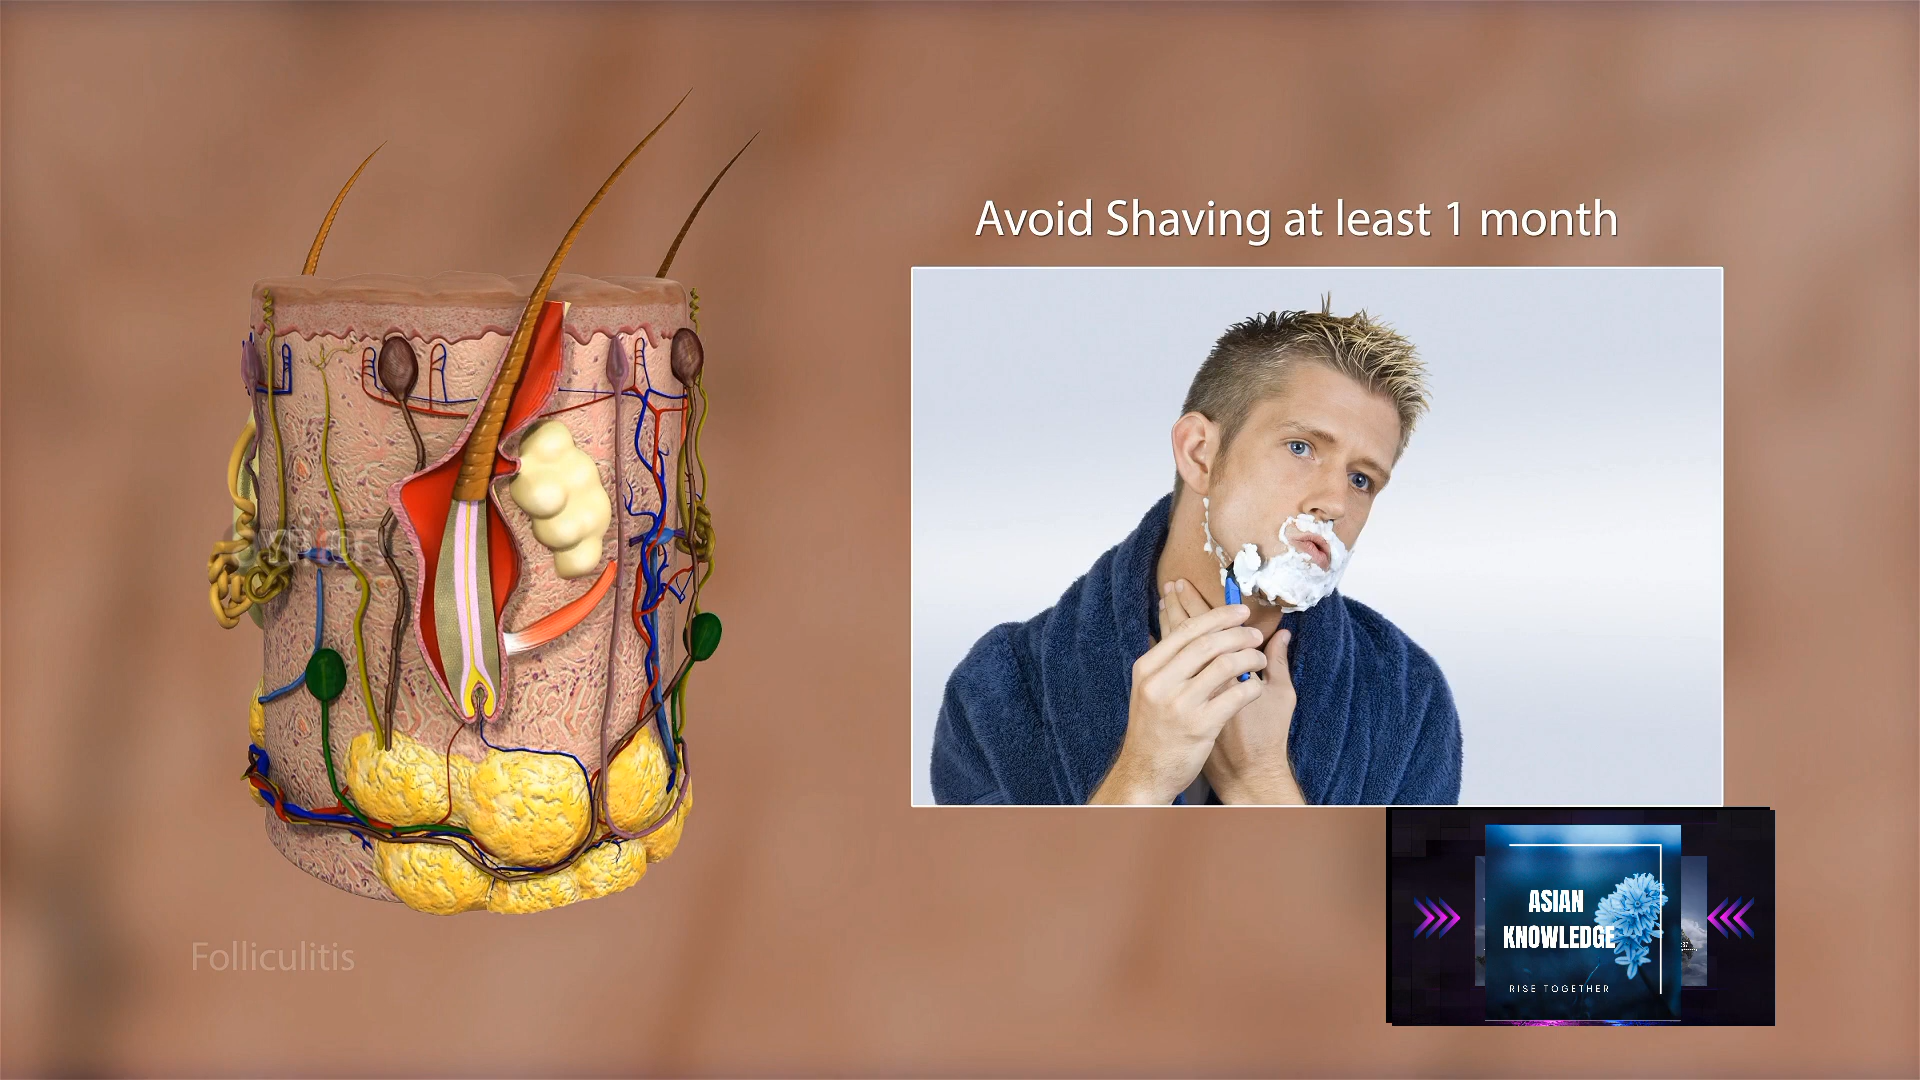 Avoid Shaving at least 1 month
Folliculitis
ASIAN
KNOWLEDGE
RISE TOGETHER